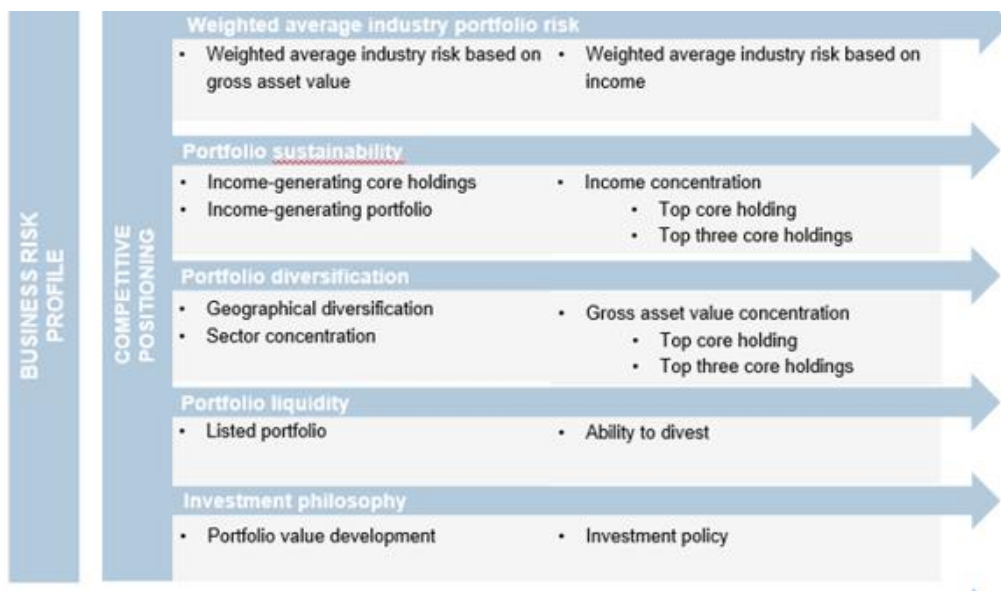 BUSINESS RISK
PROFILE
COMPETITIVE
POSITIONING
Weighted average industry portfolio risk
• Weighted average industry risk based on
gross asset value
• Weighted average industry risk based on
income
Portfolio sustainability
• Income-generating core holdings
• Income-generating portfolio
• Income concentration
• Top core holding
• Top three core holdings
Portfolio diversification
• Geographical diversification
• Sector concentration
• Gross asset value concentration
• Top core holding
• Top three core holdings
Portfolio liquidity
• Listed portfolio
• Ability to divest
Investment philosophy
• Portfolio value development
• Investment policy